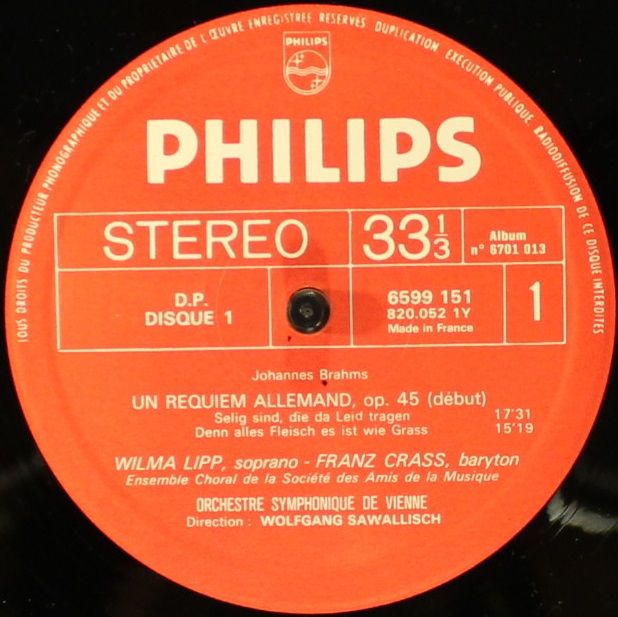 TOUS DROITS DU PRODUCTEUR PHONOGRAPHIQUE ET DU PROPRIETAIRE DE L'ŒUVRE ENREGISTREE RESERVES DUPLICATION EXECUTION PUBLIQUE RADIODIFFUSION DE CE DISQUE INTERDITES
PHILIPS
PHILIPS
STEREO 33 1/3 Album n° 6701 013
D.P.
DISQUE 1
6599 151
820.052 1Y
Made in France
1
Johannes Brahms
UN REQUIEM ALLEMAND, op. 45 (début)
Selig sind, die da Leid tragen 17'31
Denn alles Fleisch es ist wie Grass 15'19
WILMA LIPP, soprano - FRANZ CRASS, baryton
Ensemble Choral de la Société des Amis de la Musique
ORCHESTRE SYMPHONIQUE DE VIENNE
Direction : WOLFGANG SAWALLISCH